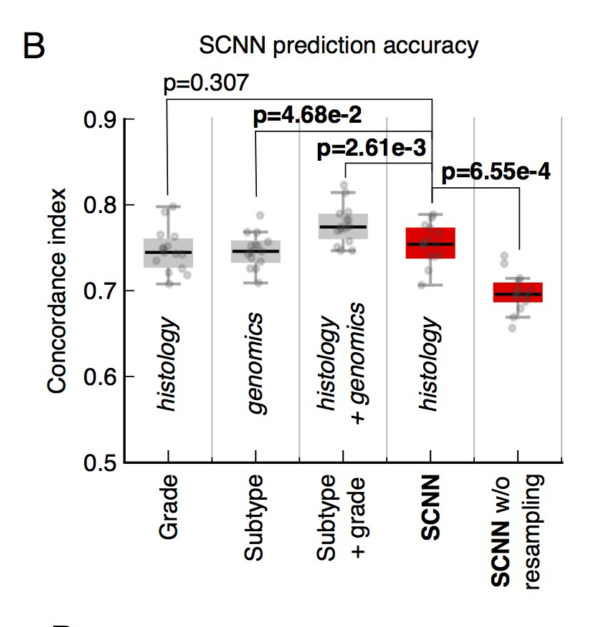 B
SCNN prediction accuracy
p=0.307
p=4.68e-2
p=2.61e-3
p=6.55e-4
Concordance index
0.9
0.8
0.7
0.6
0.5
histology
genomics
histology
+ genomics
histology
Grade
Subtype
Subtype
+ grade
SCNN
SCNN w/o
resampling